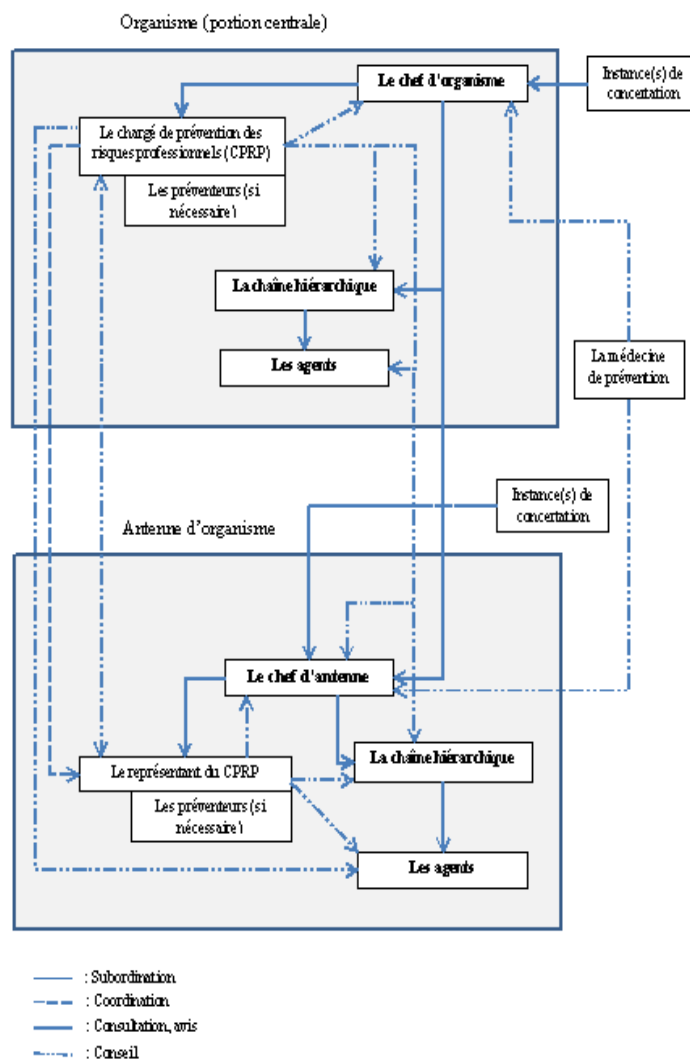 Organisme (portion centrale)
Le chef d'organisme
Instance(s) de
concertation
Le chargé de prévention des
risques professionnels (CPRP)
Les préventeurs (si
nécessaire)
La chaîne hiérarchique
Les agents
La médecine
de prévention
Instance(s) de
concertation
Antenne d'organisme
Le chef d'antenne
La chaîne hiérarchique
Le représentant du CPRP
Les préventeurs (si
nécessaire)
Les agents
: Subordination
: Coordination
: Consultation, avis
: Conseil